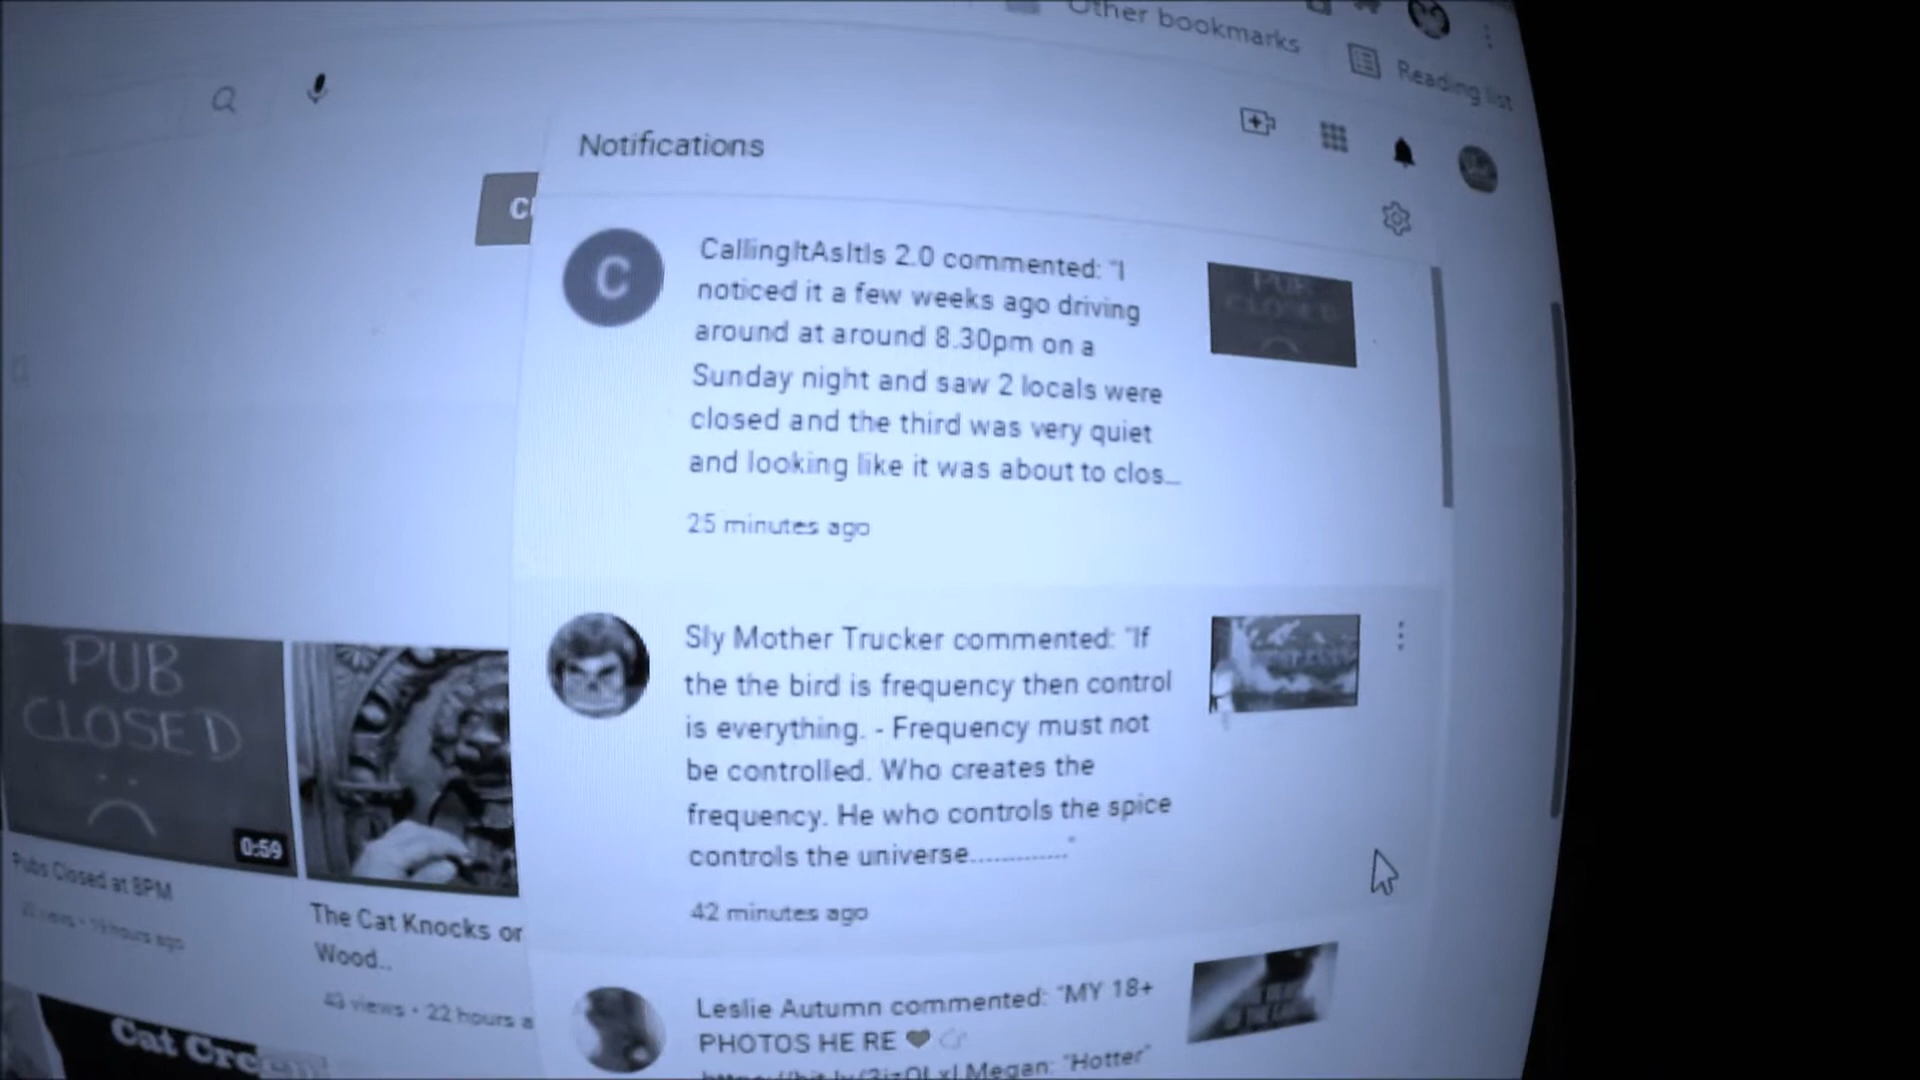 Other bookmarks
Reading list
Notifications
CallingItAsItIs 2.0 commented: "I
noticed it a few weeks ago driving
around at around 8.30pm on a
Sunday night and saw 2 locals were
closed and the third was very quiet
and looking like it was about to clos...
25 minutes ago
PUB
CLOSED
Sly Mother Trucker commented: "If
the the bird is frequency then control
is everything. - Frequency must not
be controlled. Who creates the
frequency. He who controls the spice
controls the universe............."
42 minutes ago
Leslie Autumn commented: "MY 18+
PHOTOS HE RE ❤
Megan: "Hotter"
C
PUB
CLOSED
0:59
Pubs Closed at 8PM
19 hours ago
The Cat Knocks on
Wood..
43 views • 22 hours a
Cat